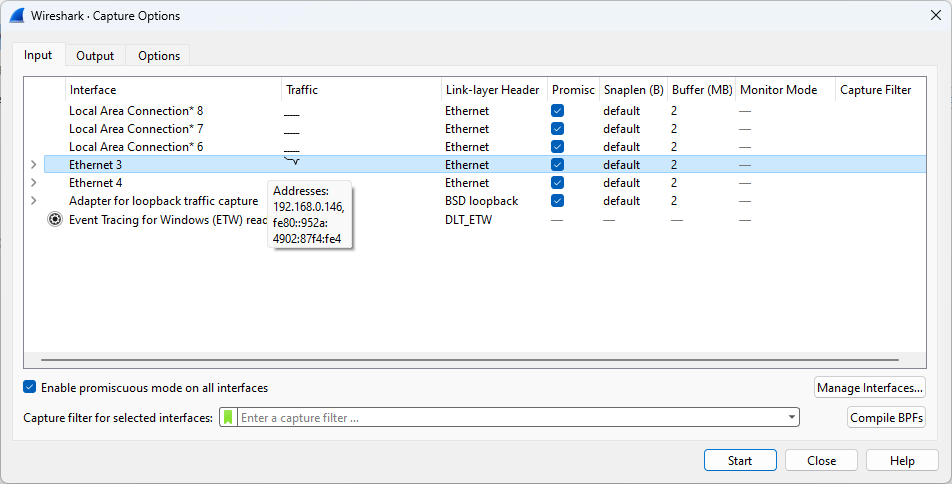 Wireshark · Capture Options
Input Output Options
Interface Traffic Link-layer Header Promisc Snaplen (B) Buffer (MB) Monitor Mode Capture Filter
Local Area Connection* 8 Ethernet default 2 —
Local Area Connection* 7 Ethernet default 2 —
Local Area Connection* 6 Ethernet default 2 —
Ethernet 3 Ethernet default 2 —
Ethernet 4 Ethernet default 2 —
Adapter for loopback traffic capture BSD loopback default 2 —
Event Tracing for Windows (ETW) reac DLT_ETW — — — —
Addresses:
192.168.0.146,
fe80::952a:
4902:87f4:fe4
Enable promiscuous mode on all interfaces
Manage Interfaces...
Capture filter for selected interfaces: Enter a capture filter ...
Compile BPFs
Start Close Help